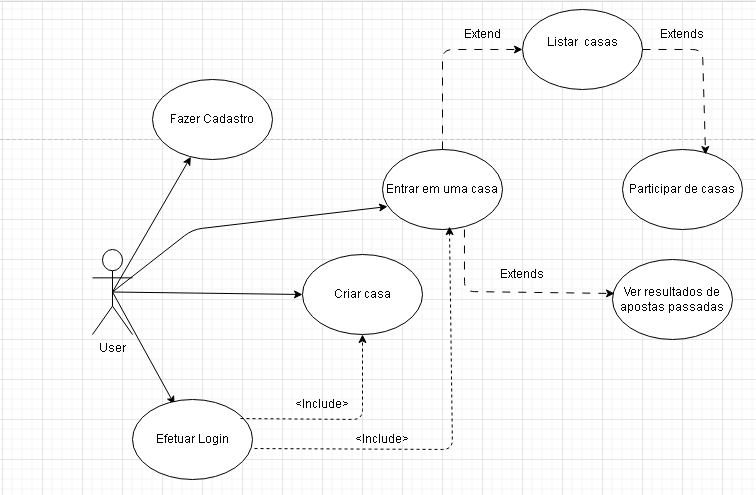 Extend
Listar casas
Extends
Fazer Cadastro
Entrar em uma casa
Participar de casas
Extends
Criar casa
Ver resultados de
apostas passadas
User
<Include>
Efetuar Login
<Include>